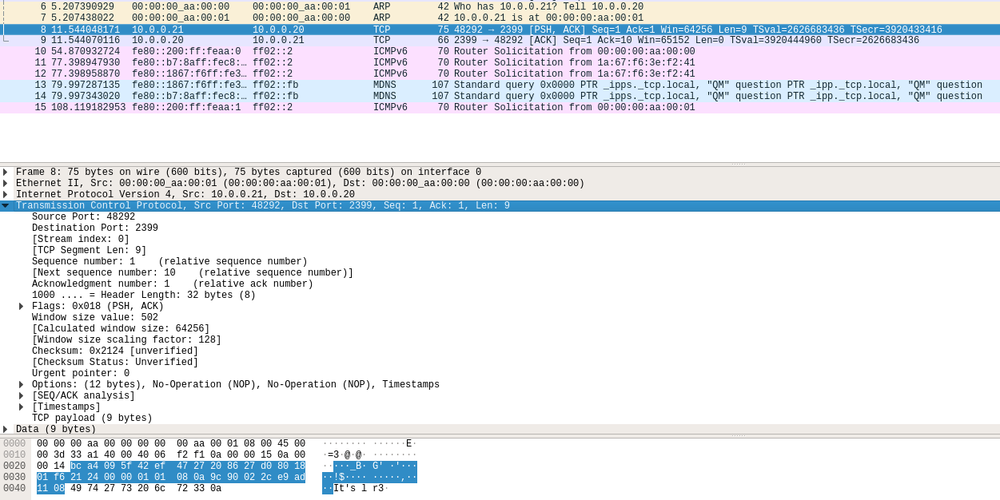 6 5.207390929 00:00:00_aa:00:00 00:00:00_aa:00:01 ARP 42 Who has 10.0.0.21? Tell 10.0.0.20
7 5.207438022 00:00:00_aa:00:01 00:00:00_aa:00:00 ARP 42 10.0.0.21 is at 00:00:00:aa:00:01
8 11.544048171 10.0.0.21 10.0.0.20 TCP 75 48292 → 2399 [PSH, ACK] Seq=1 Ack=1 Win=64256 Len=9 TSval=2626683436 TSecr=3920433416
9 11.544070116 10.0.0.20 10.0.0.21 TCP 66 2399 → 48292 [ACK] Seq=1 Ack=10 Win=65152 Len=0 TSval=3920444960 TSecr=2626683436
10 54.870932724 fe80::200:ff:feaa:0 ff02::2 ICMPv6 70 Router Solicitation from 00:00:00:aa:00:00
11 77.398947930 fe80::b7:8aff:fec8:… ff02::2 ICMPv6 70 Router Solicitation from 1a:67:f6:3e:f2:41
12 77.398958870 fe80::1867:f6ff:fe3… ff02::2 ICMPv6 70 Router Solicitation from 1a:67:f6:3e:f2:41
13 79.997287135 fe80::1867:f6ff:fe3… ff02::fb MDNS 107 Standard query 0x0000 PTR _ipps._tcp.local, "QM" question PTR _ipp._tcp.local, "QM" question
14 79.997343020 fe80::b7:8aff:fec8:… ff02::fb MDNS 107 Standard query 0x0000 PTR _ipps._tcp.local, "QM" question PTR _ipp._tcp.local, "QM" question
15 108.119182953 fe80::200:ff:feaa:1 ff02::2 ICMPv6 70 Router Solicitation from 00:00:00:aa:00:01
Frame 8: 75 bytes on wire (600 bits), 75 bytes captured (600 bits) on interface 0
Ethernet II, Src: 00:00:00_aa:00:01 (00:00:00:aa:00:01), Dst: 00:00:00_aa:00:00 (00:00:00:aa:00:00)
Internet Protocol Version 4, Src: 10.0.0.21, Dst: 10.0.0.20
Transmission Control Protocol, Src Port: 48292, Dst Port: 2399, Seq: 1, Ack: 1, Len: 9
Source Port: 48292
Destination Port: 2399
[Stream index: 0]
[TCP Segment Len: 9]
Sequence number: 1 (relative sequence number)
[Next sequence number: 10 (relative sequence number)]
Acknowledgment number: 1 (relative ack number)
1000 .... = Header Length: 32 bytes (8)
Flags: 0x018 (PSH, ACK)
Window size value: 502
[Calculated window size: 64256]
[Window size scaling factor: 128]
Checksum: 0x2124 [unverified]
[Checksum Status: Unverified]
Urgent pointer: 0
Options: (12 bytes), No-Operation (NOP), No-Operation (NOP), Timestamps
[SEQ/ACK analysis]
[Timestamps]
TCP payload (9 bytes)
Data (9 bytes)
0000 00 00 00 aa 00 00 00 00 00 aa 00 01 08 00 45 00 ········ ······E·
0010 00 3d 33 a1 40 00 40 06 f2 f1 0a 00 00 15 0a 00 ·=3·@·@· ········
0020 00 14 bc a4 09 5f 42 ef 47 27 20 86 27 d0 80 18 ·····_B· G' ·'···
0030 01 f6 21 24 00 00 01 01 08 0a 9c 90 02 2c e9 ad ··!$···· ·····,··
0040 11 08 49 74 27 73 20 6c 72 33 0a ··It's l r3·